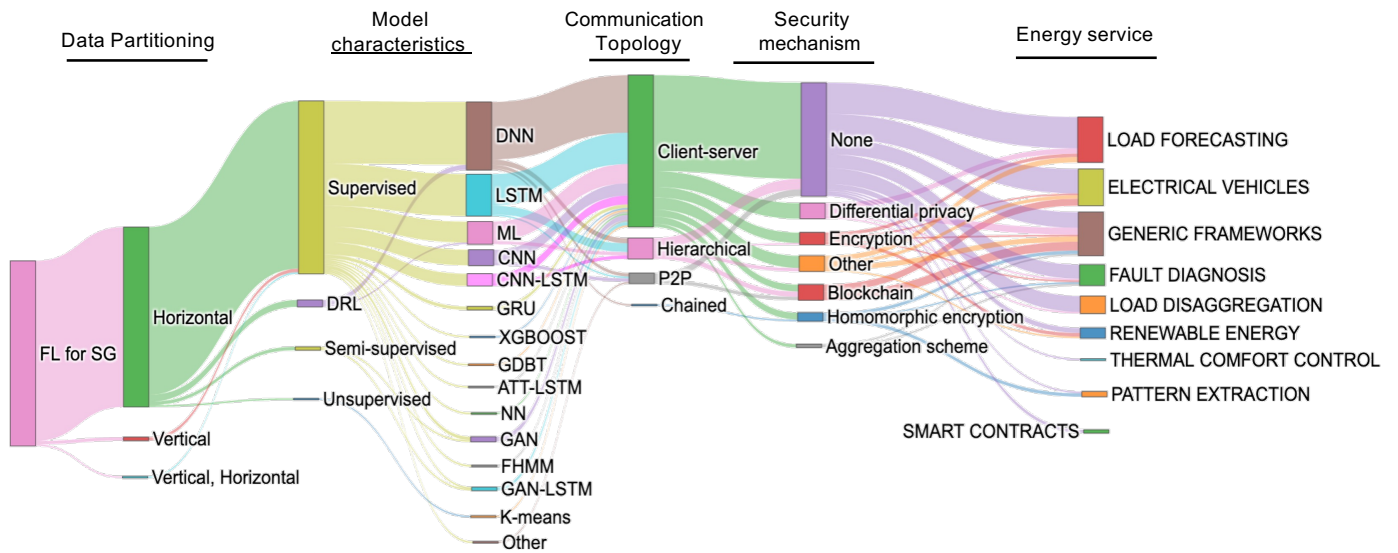 Data Partitioning
Model
characteristics
Communication
Topology
Security
mechanism
Energy service
FL for SG
Horizontal
Vertical
Vertical, Horizontal
Supervised
DRL
Semi-supervised
Unsupervised
DNN
LSTM
ML
CNN
CNN-LSTM
GRU
XGBOOST
GDBT
ATT-LSTM
NN
GAN
FHMM
GAN-LSTM
K-means
Other
Client-server
Hierarchical
P2P
Chained
None
Differential privacy
Encryption
Other
Blockchain
Homomorphic encryption
Aggregation scheme
LOAD FORECASTING
ELECTRICAL VEHICLES
GENERIC FRAMEWORKS
FAULT DIAGNOSIS
LOAD DISAGGREGATION
RENEWABLE ENERGY
THERMAL COMFORT CONTROL
PATTERN EXTRACTION
SMART CONTRACTS